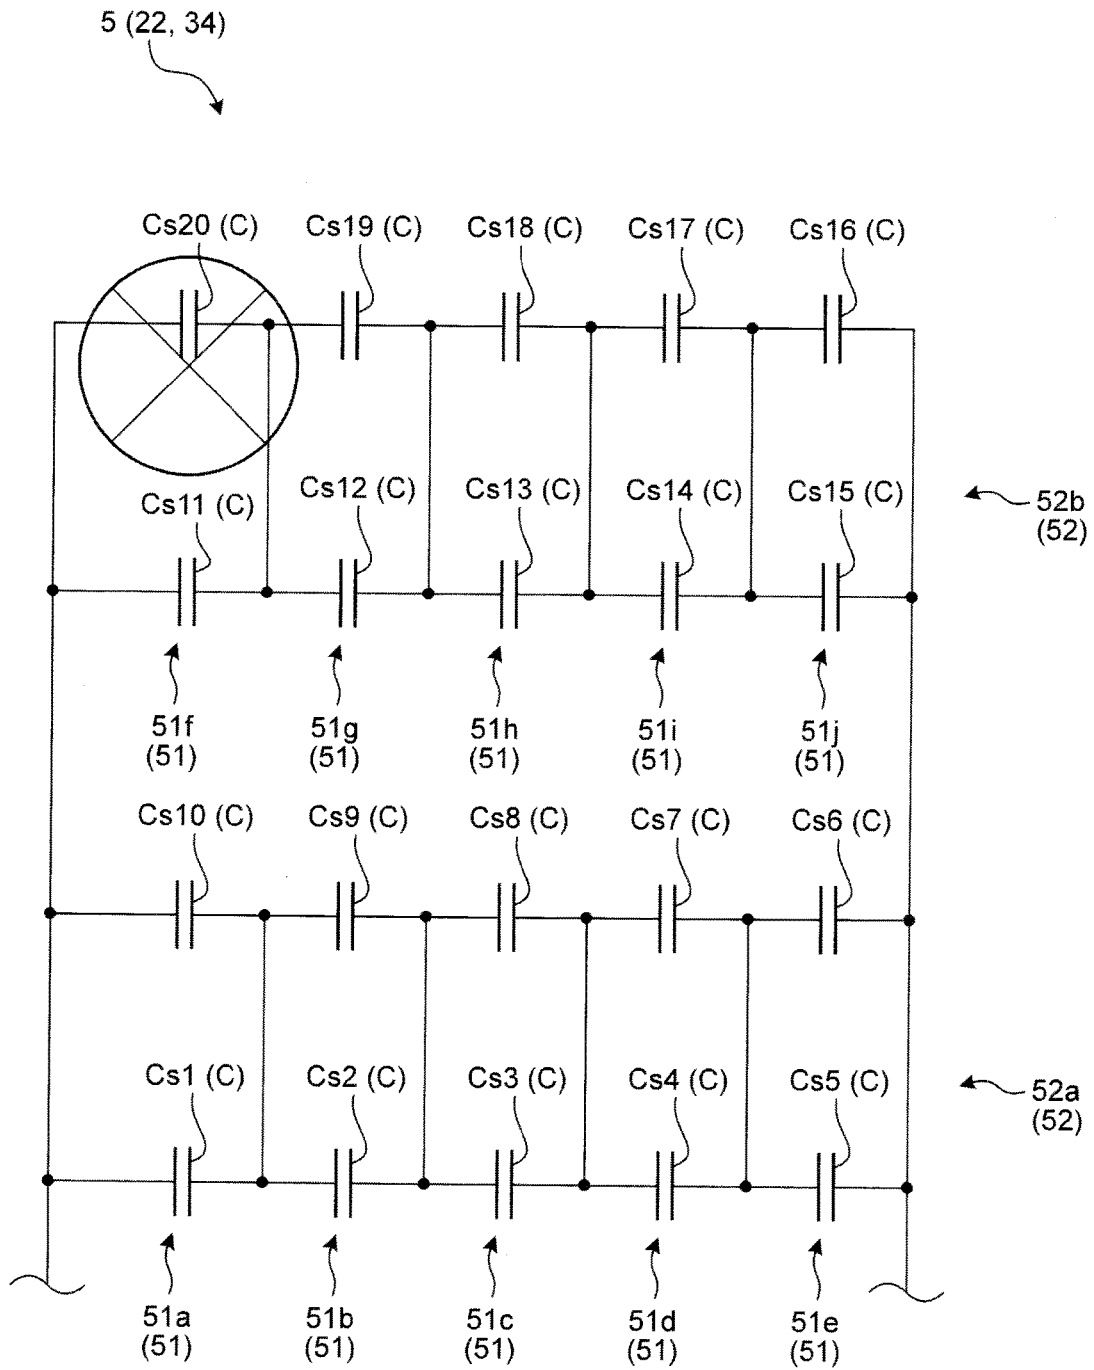 5 (22, 34)
Cs20 (C) Cs19 (C) Cs18 (C) Cs17 (C) Cs16 (C)
Cs11 (C) Cs12 (C) Cs13 (C) Cs14 (C) Cs15 (C)
52b
(52)
51f 51g 51h 51i 51j
(51) (51) (51) (51) (51)
Cs10 (C) Cs9 (C) Cs8 (C) Cs7 (C) Cs6 (C)
Cs1 (C) Cs2 (C) Cs3 (C) Cs4 (C) Cs5 (C)
52a
(52)
51a 51b 51c 51d 51e
(51) (51) (51) (51) (51)